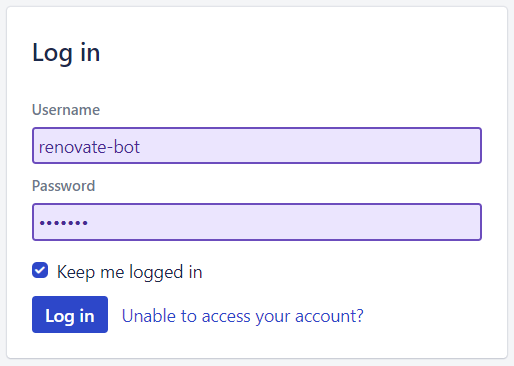 Log in
Username
renovate-bot
Password
•••••••
Keep me logged in
Log in Unable to access your account?